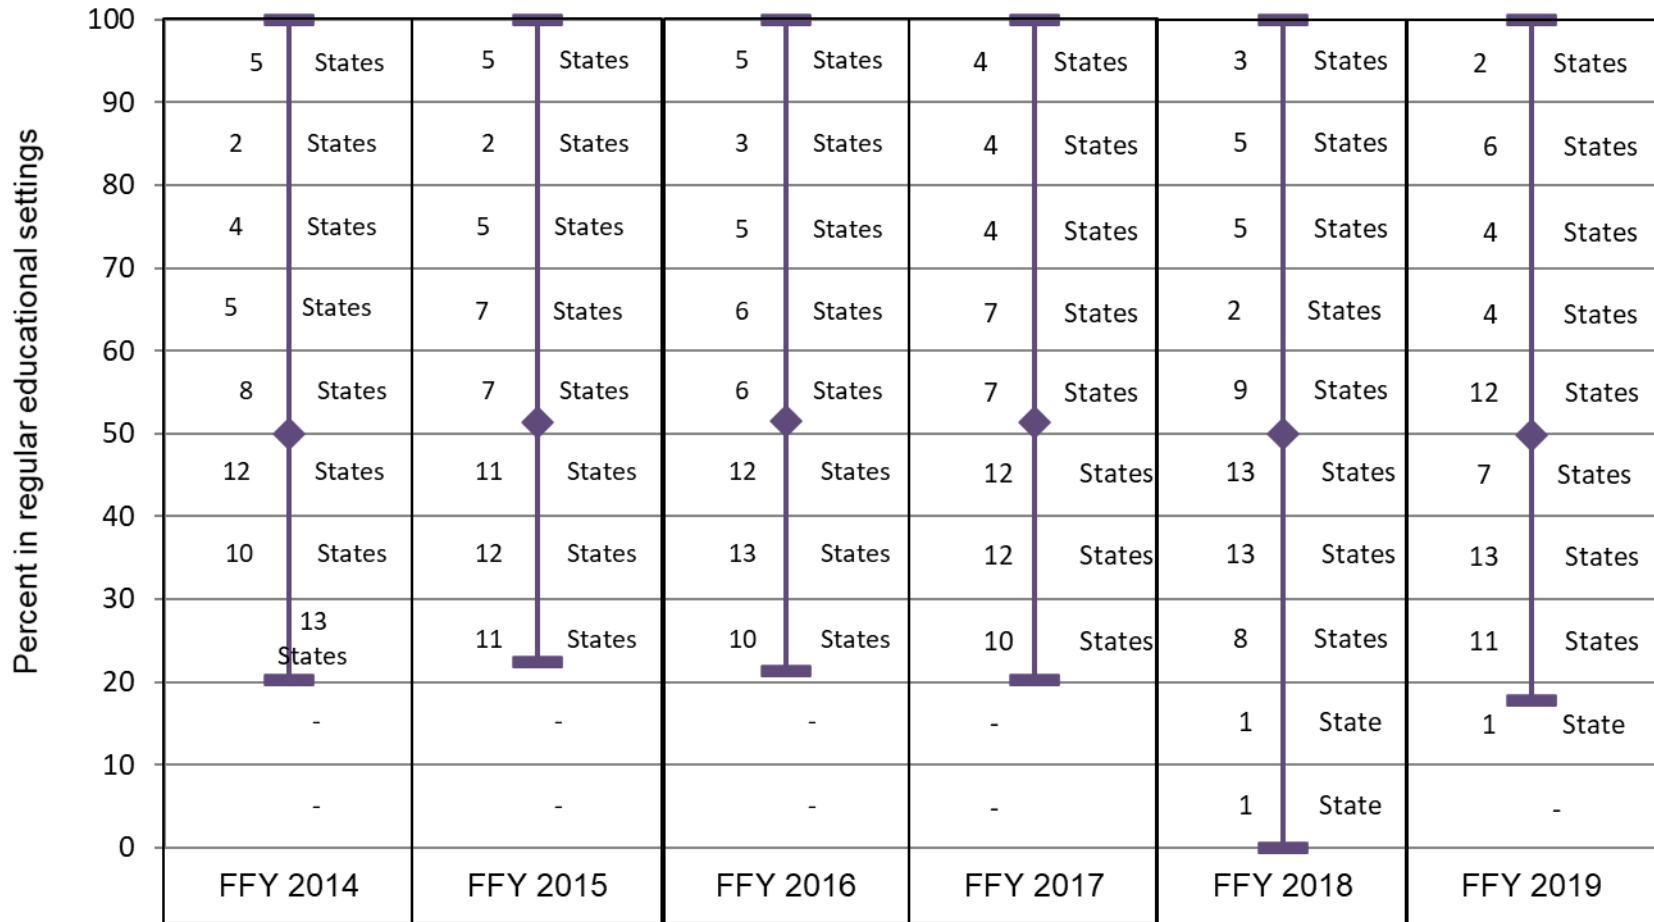 Percent in regular educational settings
100
5 States 5 States 5 States 4 States 3 States 2 States
90
2 States 2 States 3 States 4 States 5 States 6 States
80
4 States 5 States 5 States 4 States 5 States 4 States
70
5 States 7 States 6 States 7 States 2 States 4 States
60
8 States 7 States 6 States 7 States 9 States 12 States
50
12 States 11 States 12 States 12 States 13 States 7 States
40
10 States 12 States 13 States 12 States 13 States 13 States
30
13
States 11 States 10 States 10 States 8 States 11 States
20
- - - - 1 State 1 State
10
- - - - 1 State -
0
FFY 2014 FFY 2015 FFY 2016 FFY 2017 FFY 2018 FFY 2019